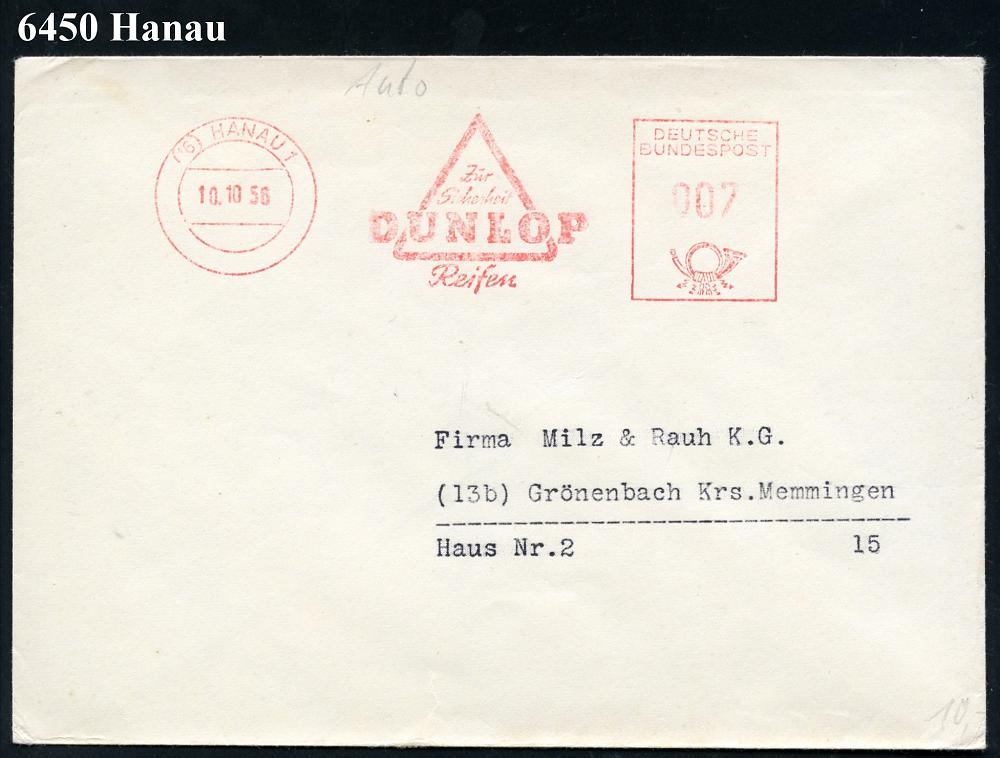 6450 Hanau
Auto
(16) HANAU 1
10.10 56
Zur
Sicherheit
DUNLOP
Reifen
DEUTSCHE
BUNDESPOST
007
Firma Milz & Rauh K.G.
(13b) Grönenbach Krs.Memmingen
Haus Nr.2 15
10,-